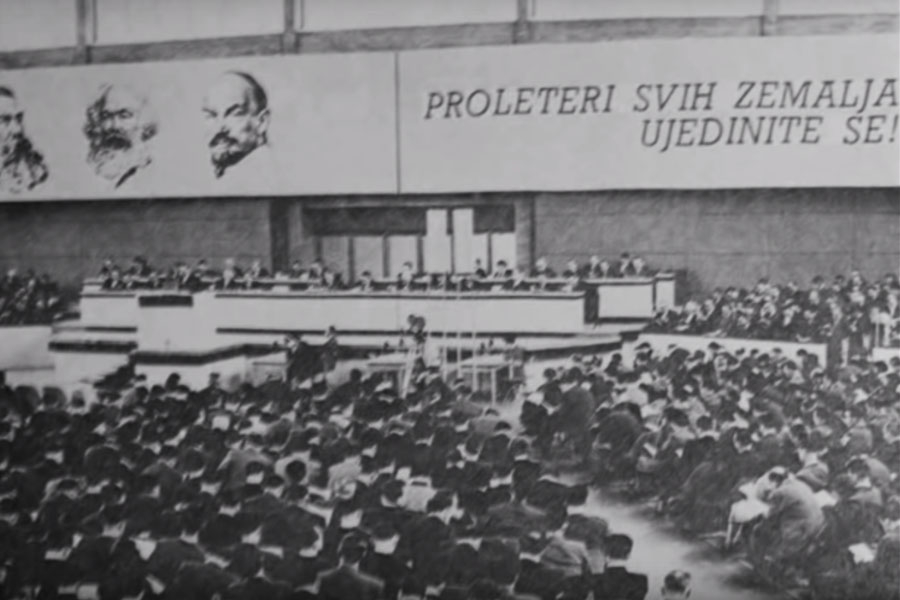 PROLETERI SVIH ZEMALJA
UJEDINITE SE!